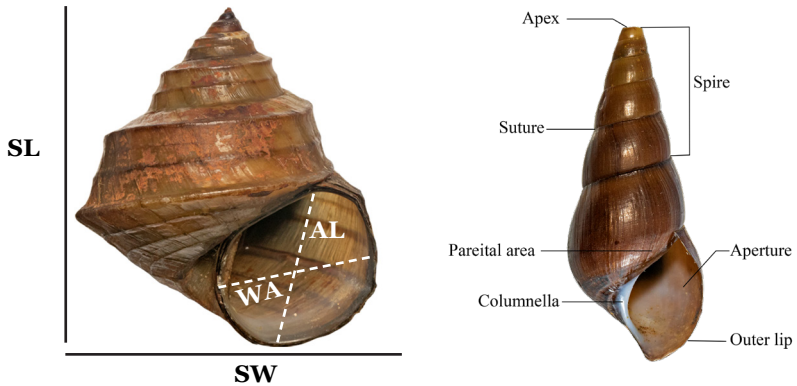 SL
AL
WA
SW
Apex
Spire
Suture
Pareital area
Aperture
Columnella
Outer lip